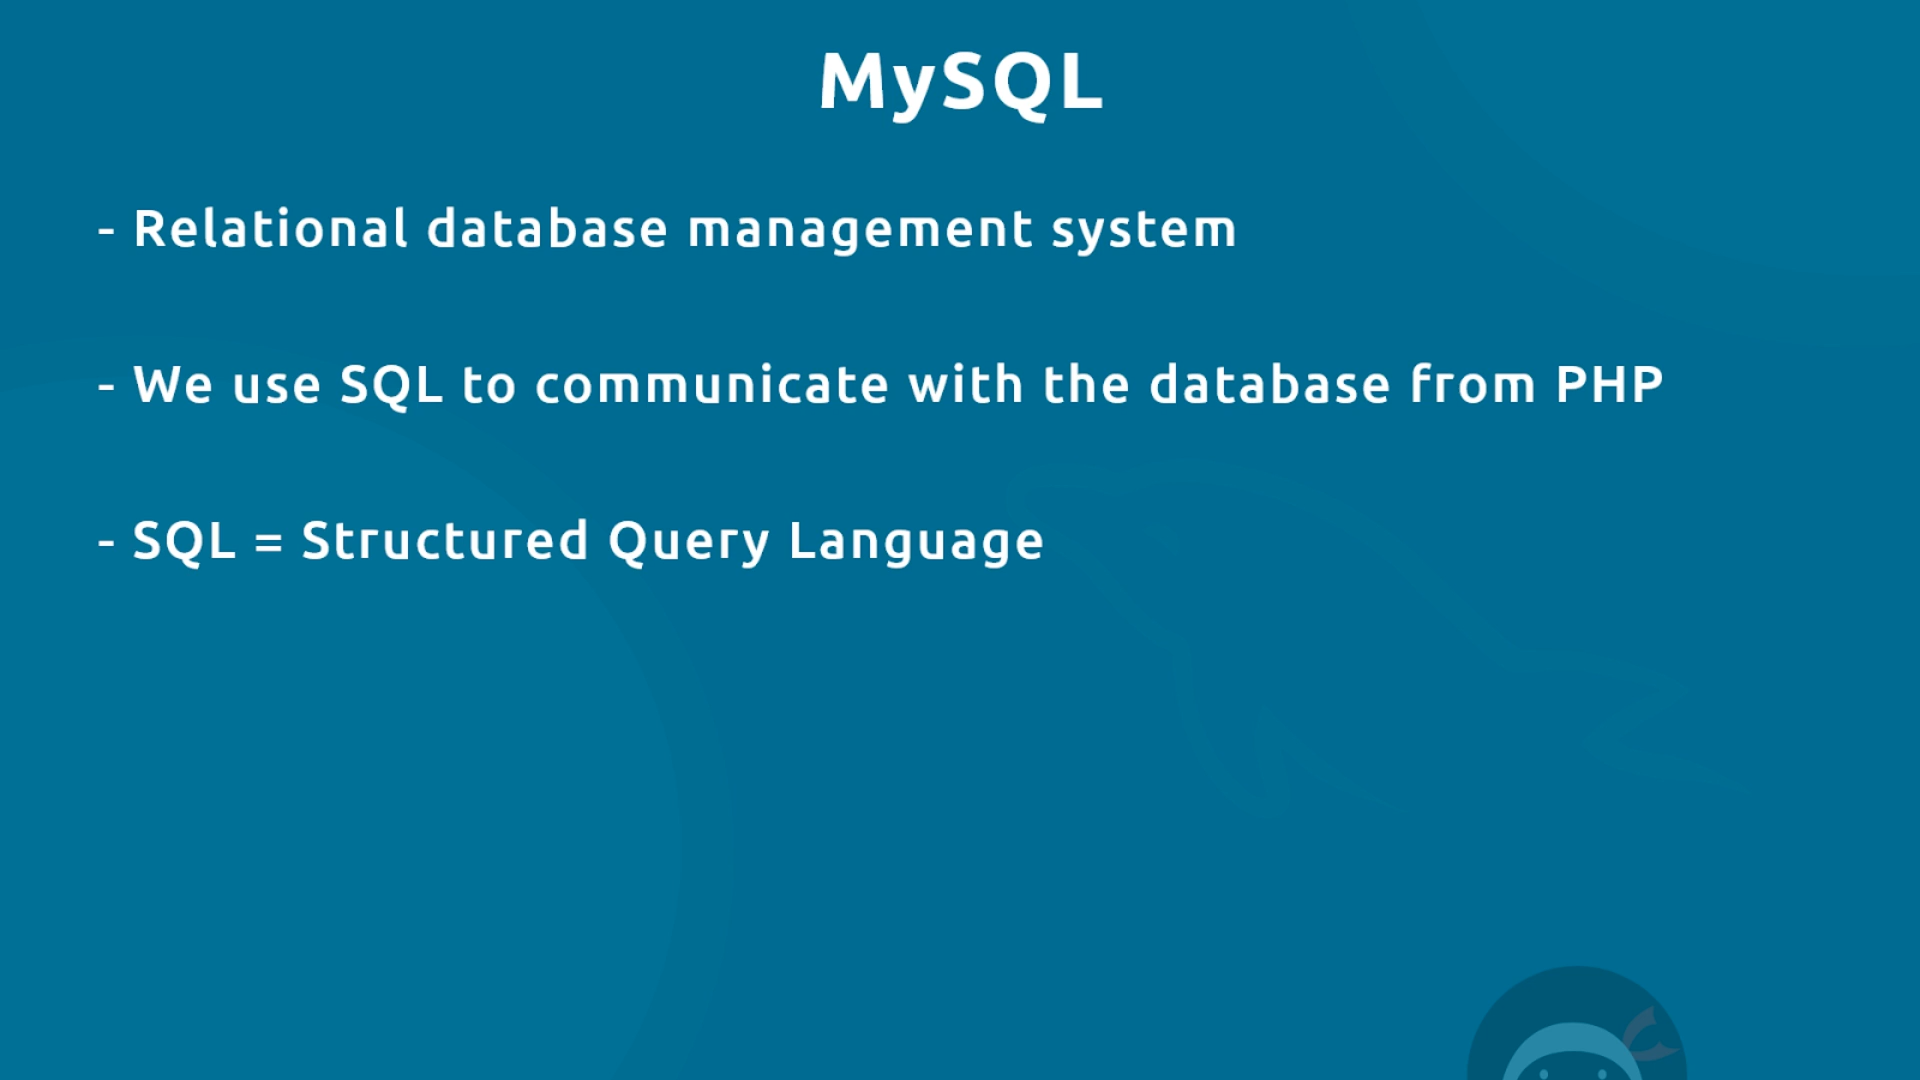 MySQL
- Relational database management system
- We use SQL to communicate with the database from PHP
- SQL = Structured Query Language